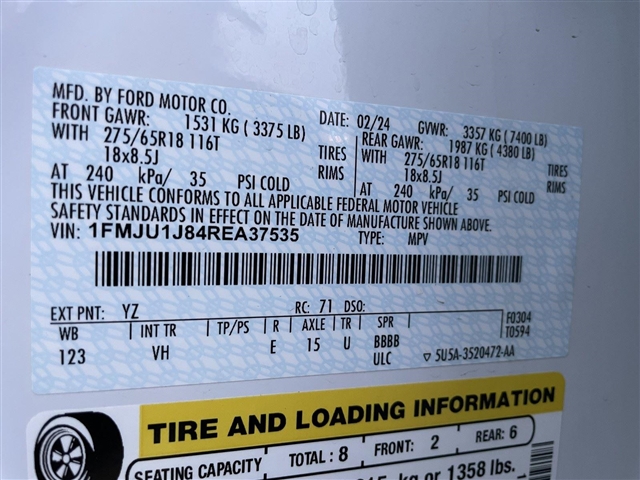 MFD. BY FORD MOTOR CO.
DATE: 02/24 GVWR: 3357 KG ( 7400 LB)
FRONT GAWR: 1531 KG ( 3375 LB) REAR GAWR: 1987 KG ( 4380 LB)
WITH 275/65R18 116T TIRES WITH 275/65R18 116T TIRES
18x8.5J RIMS 18x8.5J RIMS
AT 240 kPa/ 35 PSI COLD AT 240 kPa/ 35 PSI COLD
THIS VEHICLE CONFORMS TO ALL APPLICABLE FEDERAL MOTOR VEHICLE
SAFETY STANDARDS IN EFFECT ON THE DATE OF MANUFACTURE SHOWN ABOVE.
VIN: 1FMJU1J84REA37535 TYPE: MPV
EXT PNT: YZ RC: 71 DSO: F0304
T0594
WB INT TR TP/PS R AXLE TR SPR
123 VH E 15 U BBBB
ULC ▽ 5U5A-3520472-AA
TIRE AND LOADING INFORMATION
SEATING CAPACITY TOTAL : 8 FRONT: 2 REAR: 6
kg or 1358 lbs.